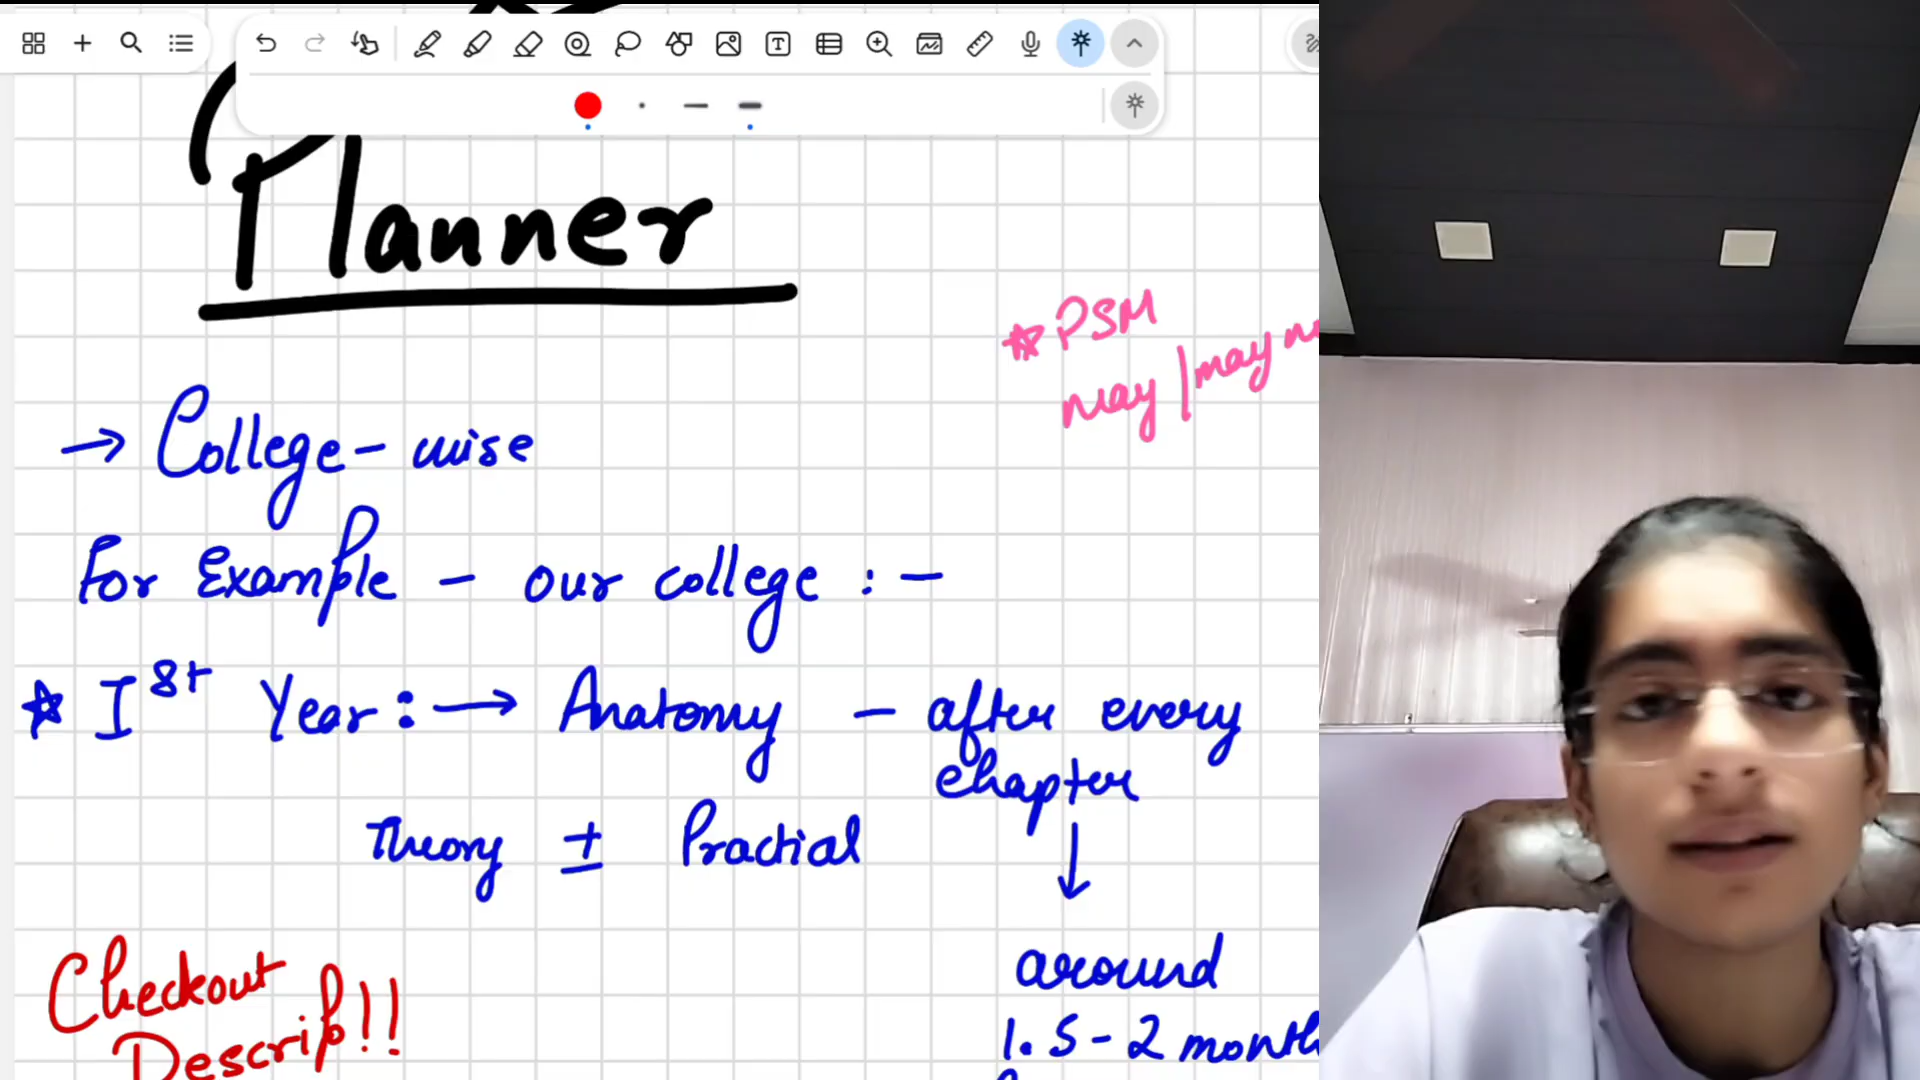 Planner
☆ PSM
may / may
→ College - wise
For Example - our college : -
☆ Ist Year : → Anatomy - after every
chapter
Theory ± Practial
↓
around
1.5 - 2 month
Checkout
Descrip!!